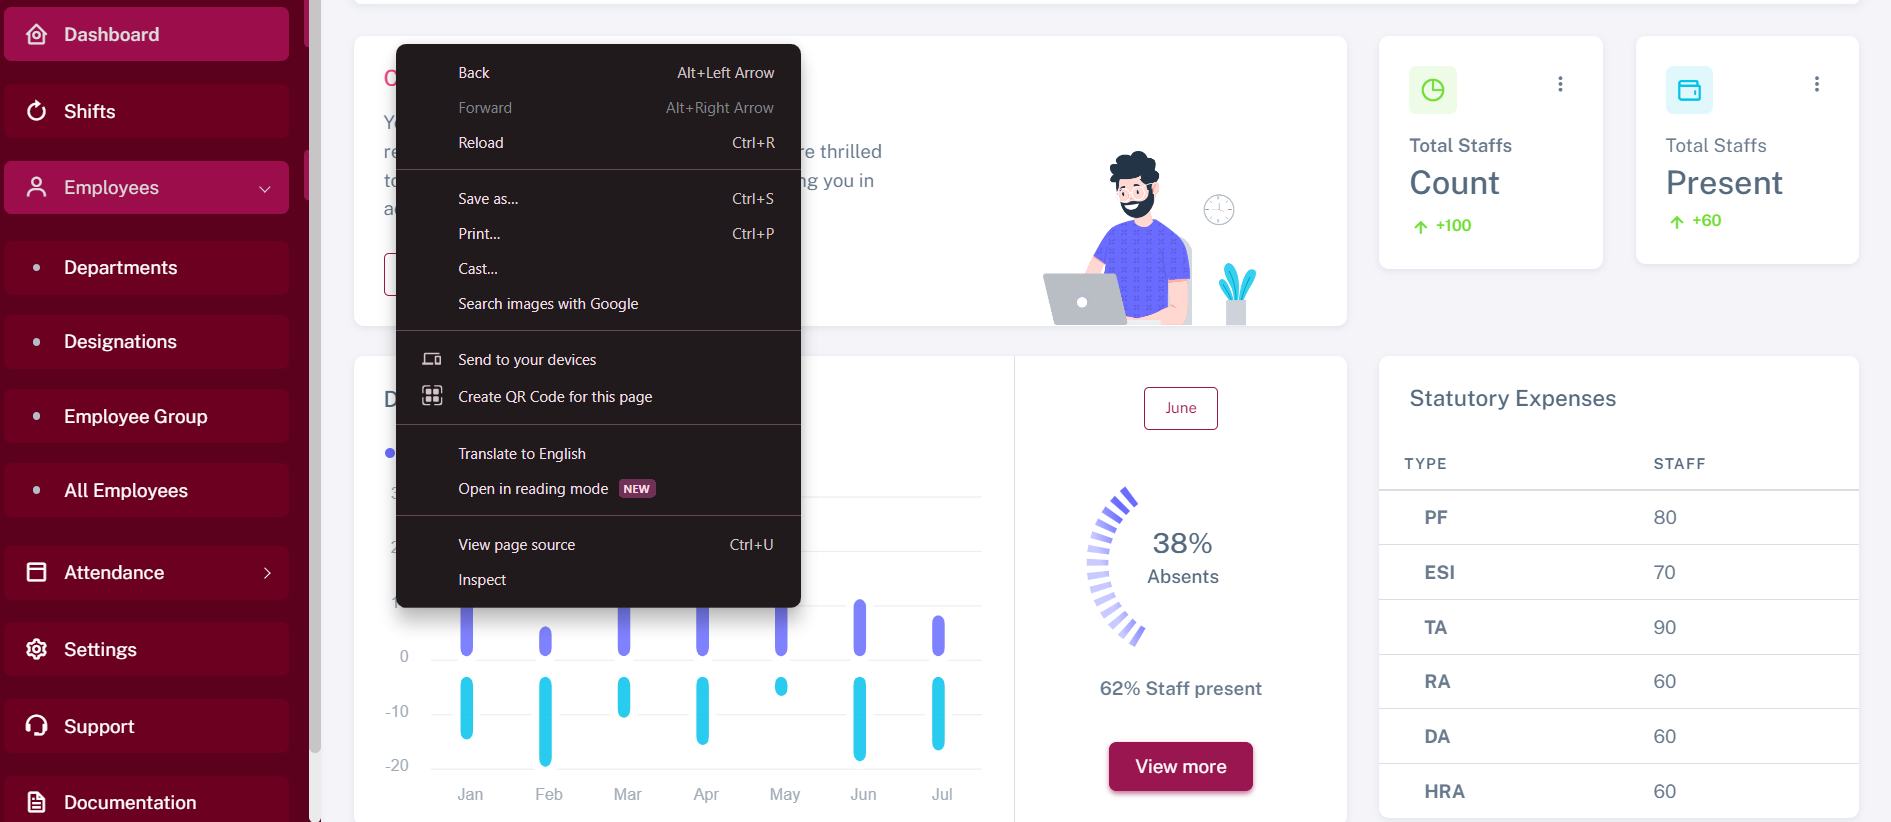 Dashboard
Shifts
Employees
Departments
Designations
Employee Group
All Employees
Attendance
Settings
Support
Documentation
Back Alt+Left Arrow
Forward Alt+Right Arrow
Reload Ctrl+R
Save as... Ctrl+S
Print... Ctrl+P
Cast...
Search images with Google
Send to your devices
Create QR Code for this page
Translate to English
Open in reading mode NEW
View page source Ctrl+U
Inspect
thrilled
you in
Total Staffs
Count
+100
Total Staffs
Present
+60
0
-10
-20
Jan Feb Mar Apr May Jun Jul
June
38%
Absents
62% Staff present
View more
Statutory Expenses
TYPE STAFF
PF 80
ESI 70
TA 90
RA 60
DA 60
HRA 60